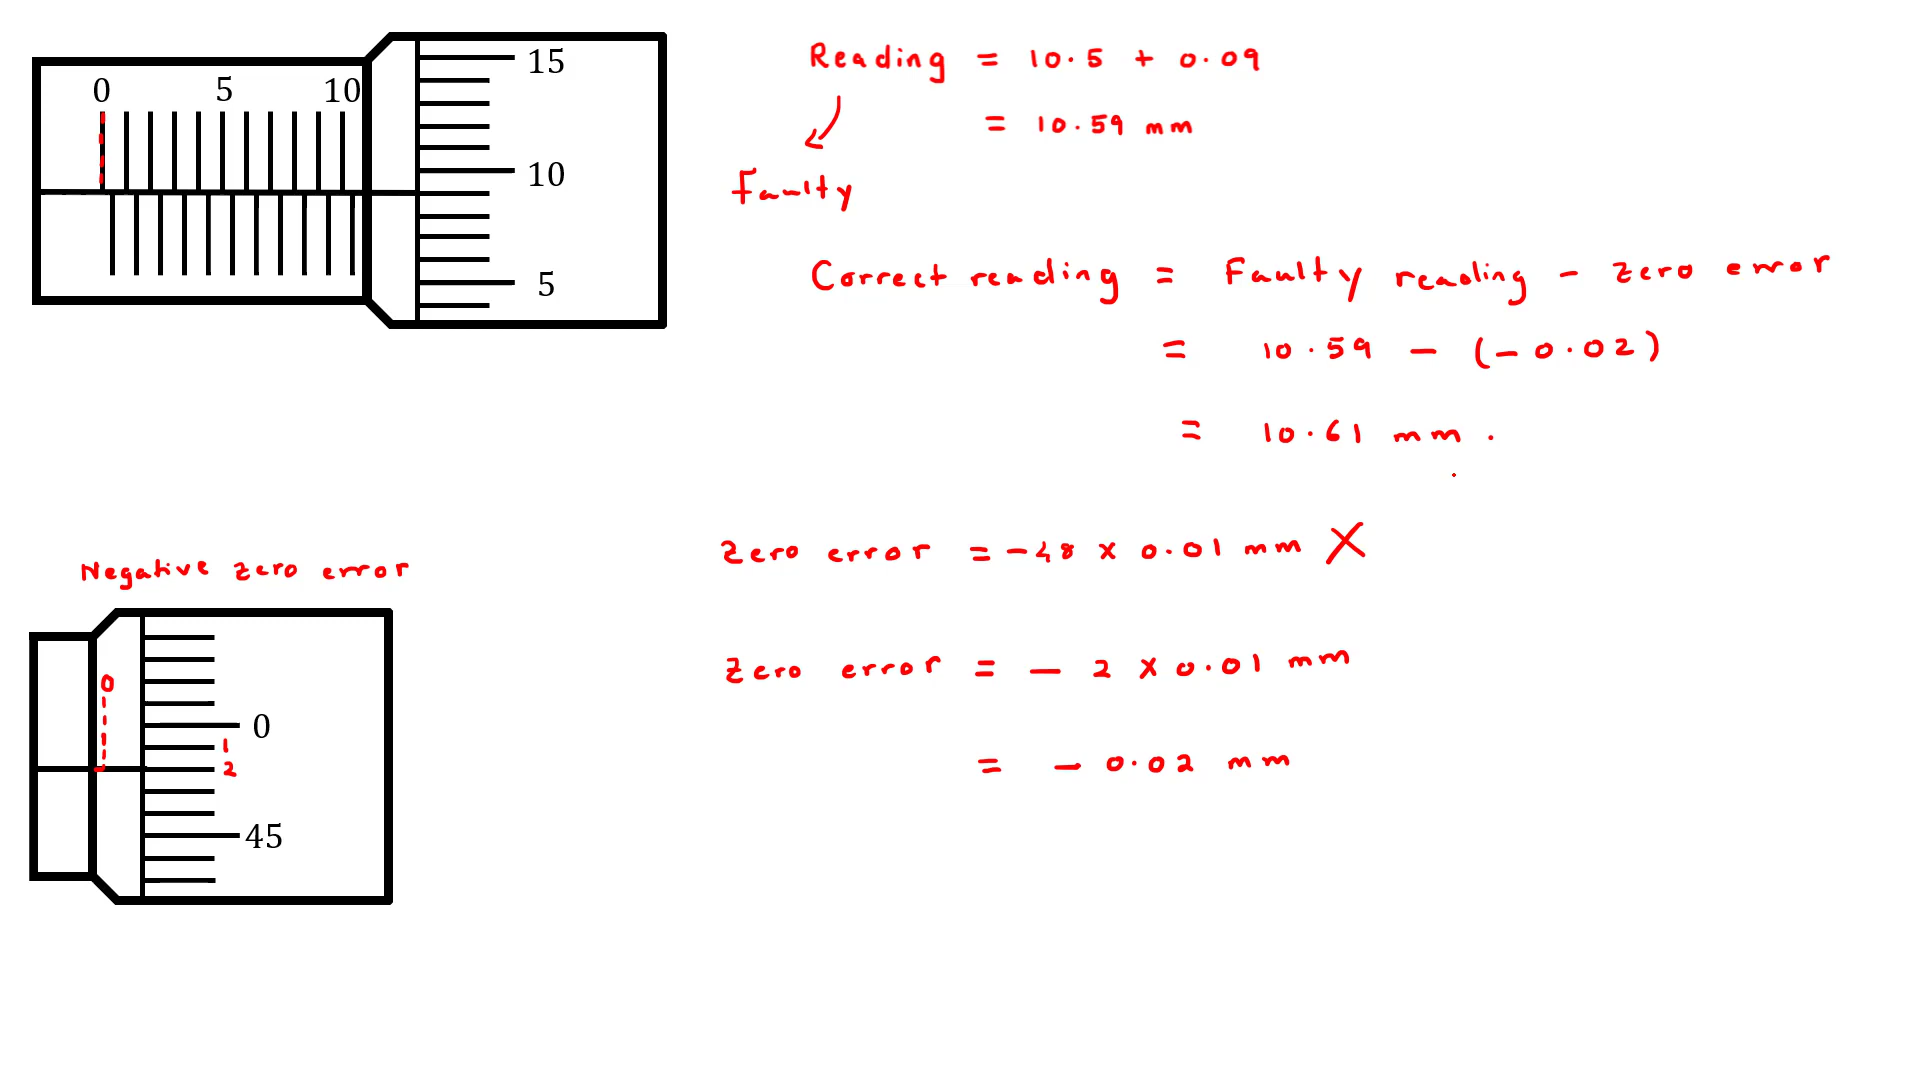 0 5 10
15
10
5
Reading = 10.5 + 0.09
= 10.59 mm
Faulty
Correct reading = Faulty reading - zero error
= 10.59 - (-0.02)
= 10.61 mm.
Negative zero error
0
0
1
2
45
Zero error = -48 × 0.01 mm X
Zero error = - 2 × 0.01 mm
= - 0.02 mm